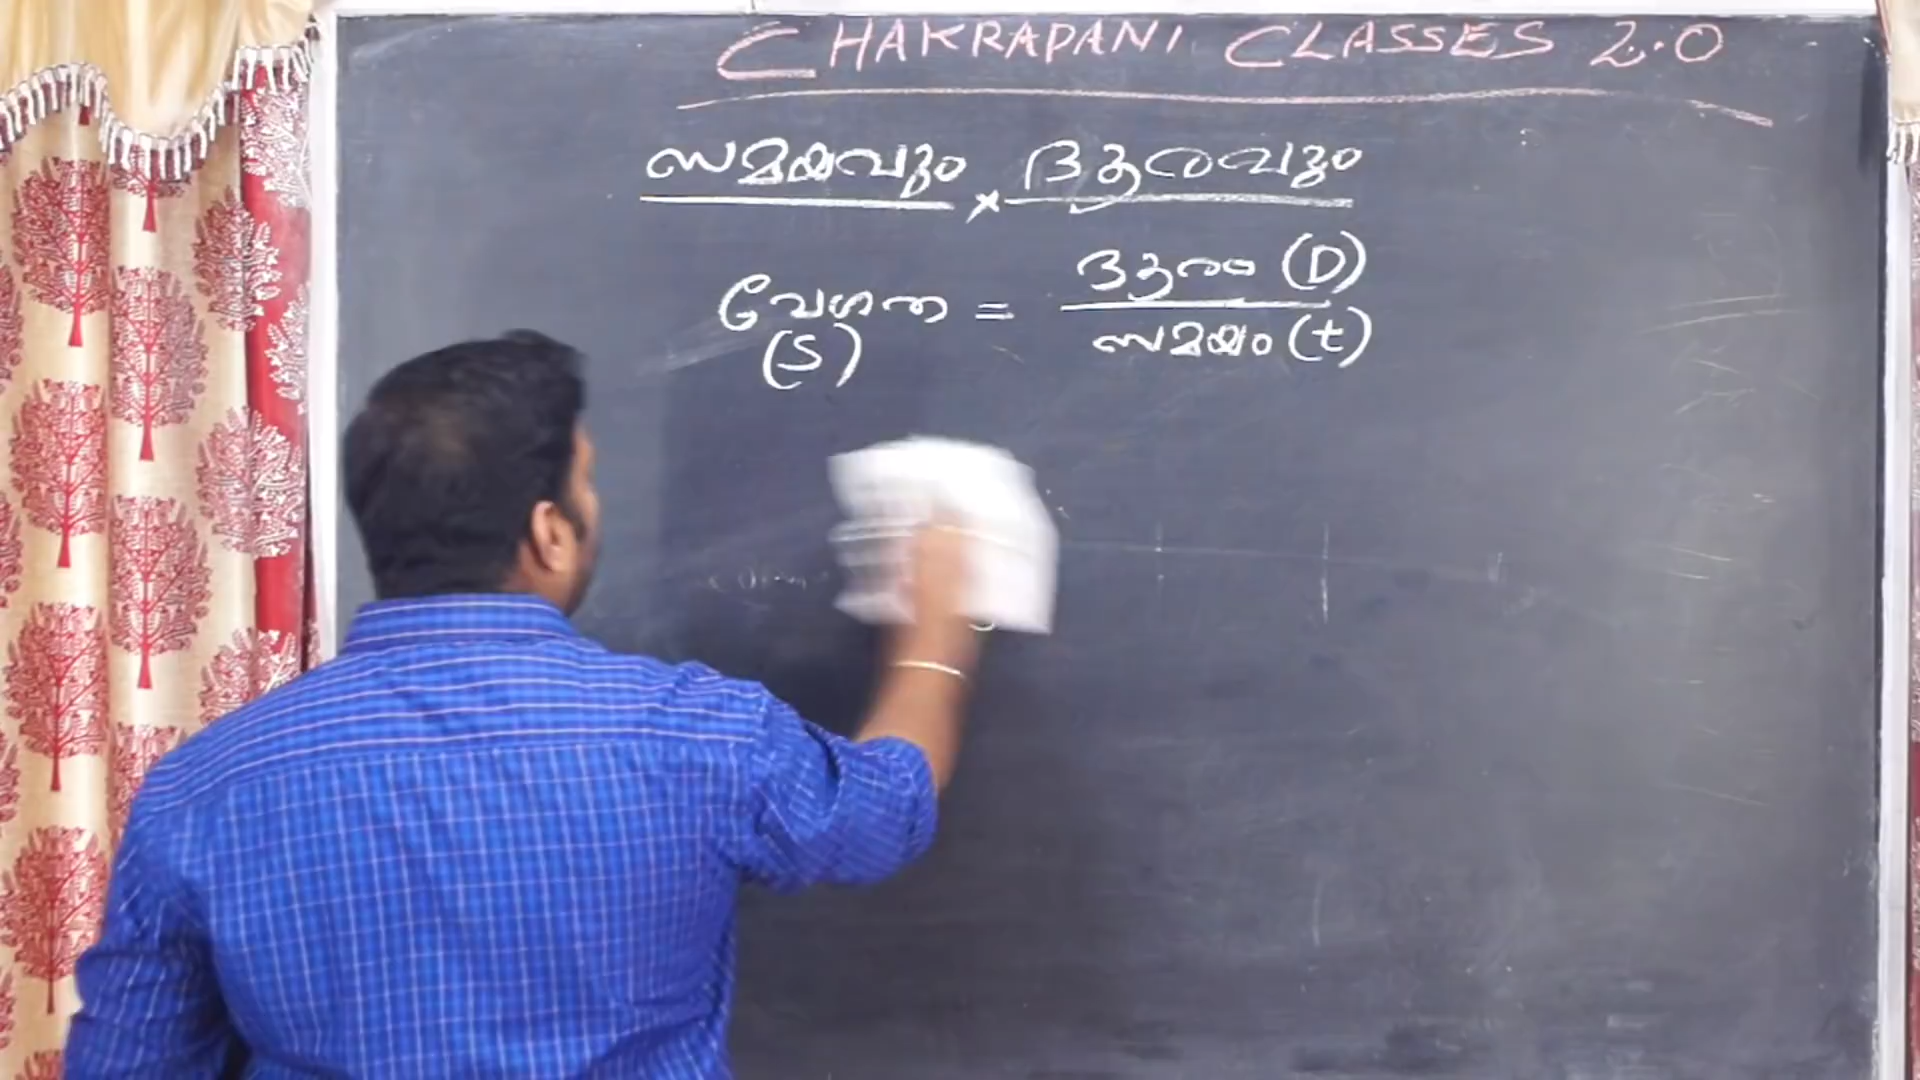 CHAKRAPANI CLASSES 2.0
സമയവും × ദൂരവും
വേഗത = ദൂരം (D)
(S) സമയം (t)